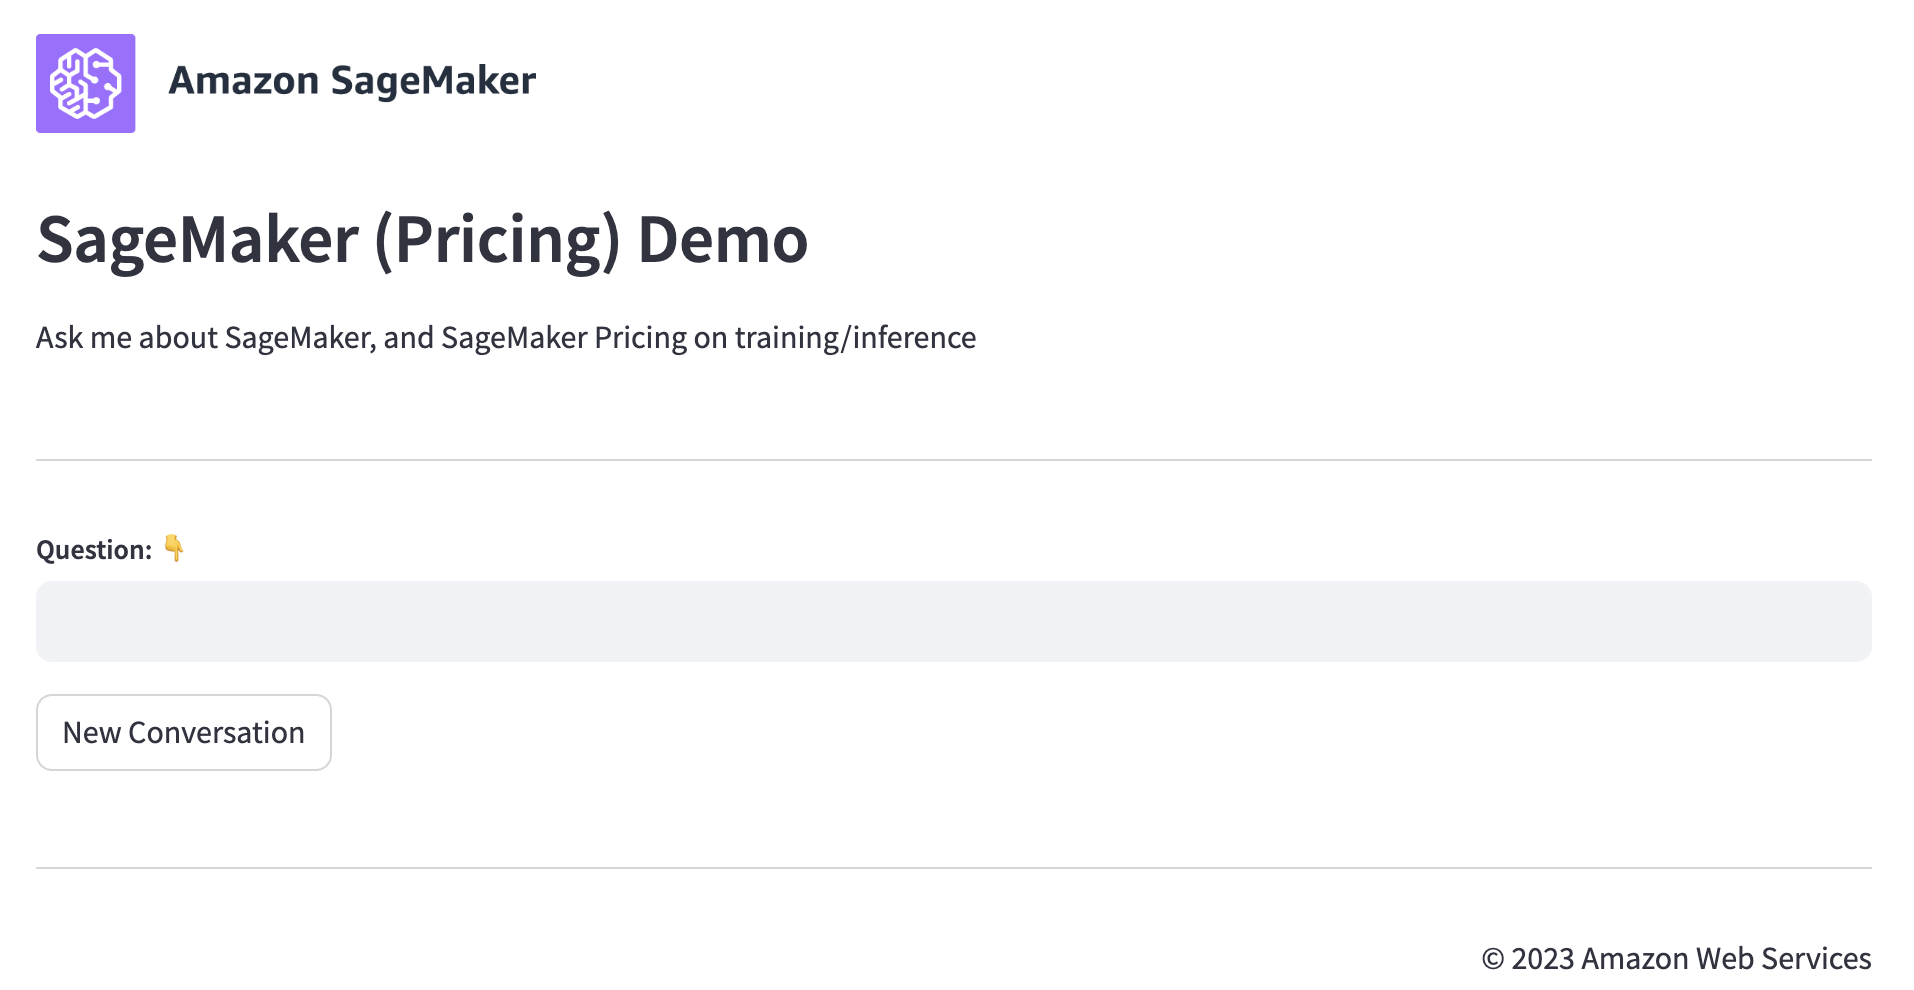 Amazon SageMaker
SageMaker (Pricing) Demo
Ask me about SageMaker, and SageMaker Pricing on training/inference
Question: 👇
New Conversation
© 2023 Amazon Web Services